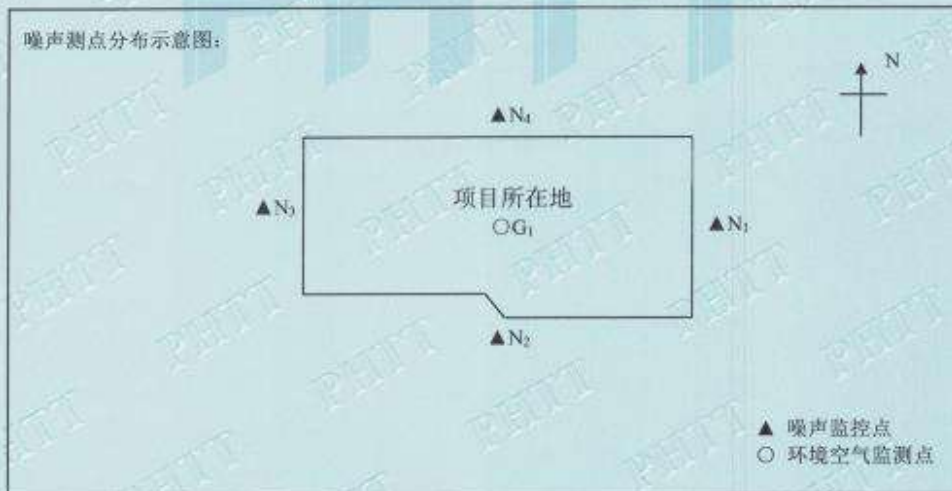 噪声测点分布示意图：
N
▲N₄
项目所在地
▲N₃
○G₁
▲N₁
▲N₂
▲ 噪声监控点
○ 环境空气监测点
PHTT